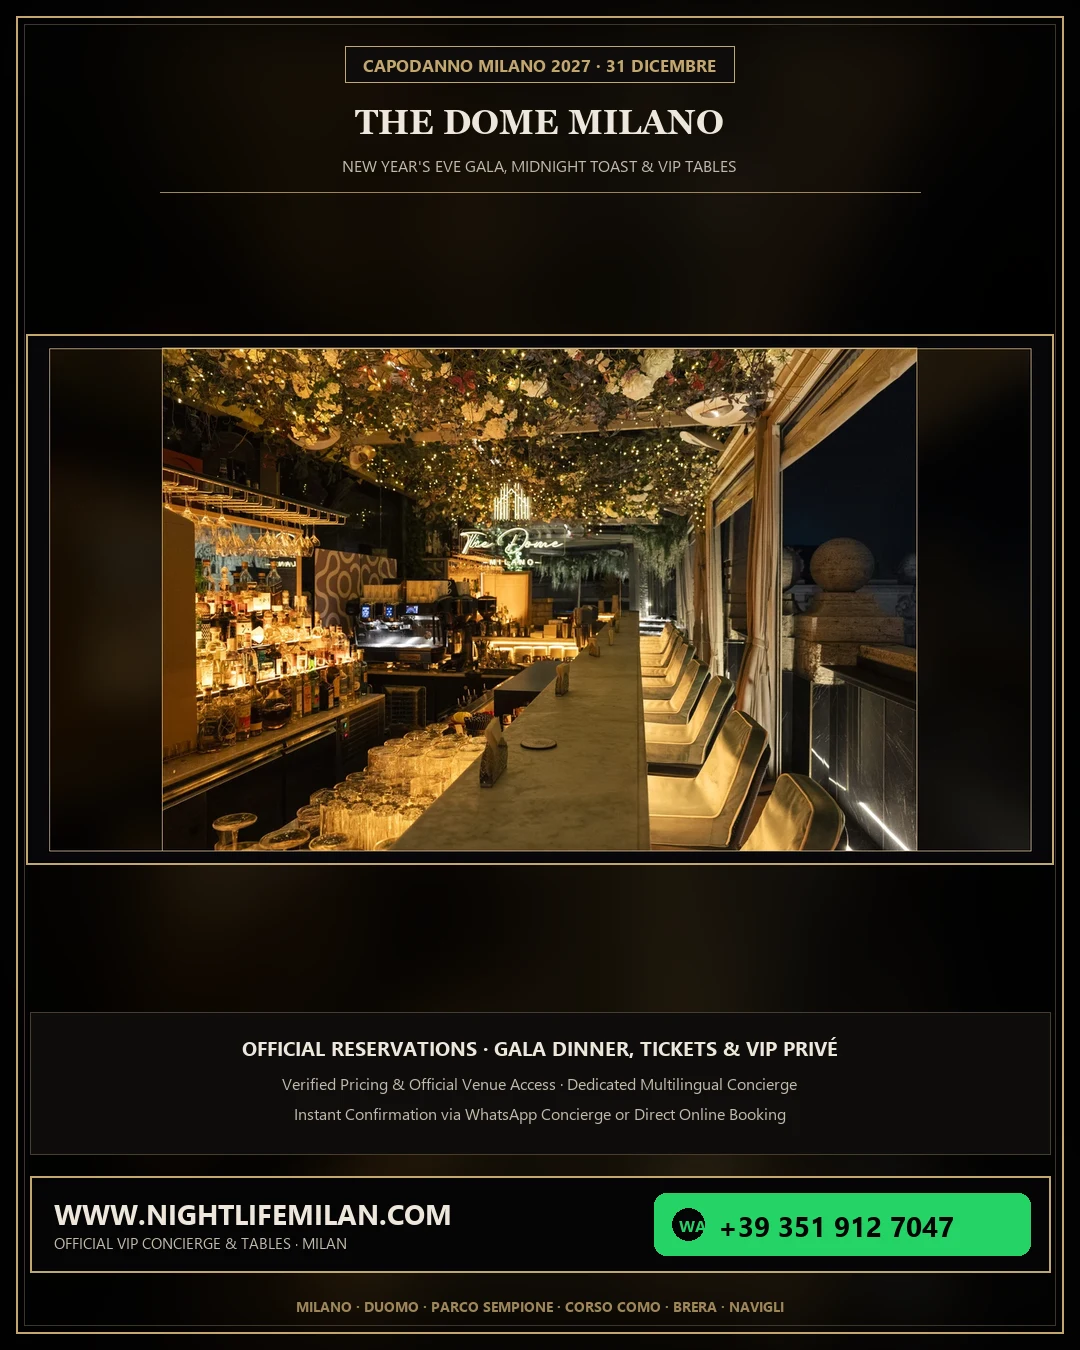 CAPODANNO MILANO 2027 · 31 DICEMBRE
THE DOME MILANO
NEW YEAR'S EVE GALA, MIDNIGHT TOAST & VIP TABLES
The Dome
MILANO
OFFICIAL RESERVATIONS · GALA DINNER, TICKETS & VIP PRIVÉ
Verified Pricing & Official Venue Access · Dedicated Multilingual Concierge
Instant Confirmation via WhatsApp Concierge or Direct Online Booking
WWW.NIGHTLIFEMILAN.COM
OFFICIAL VIP CONCIERGE & TABLES · MILAN
WA +39 351 912 7047
MILANO · DUOMO · PARCO SEMPIONE · CORSO COMO · BRERA · NAVIGLI